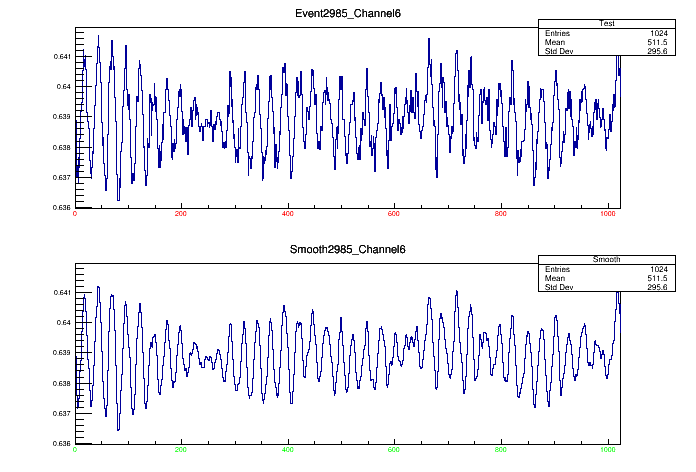 Event2985_Channel6
Test
Entries 1024
Mean 511.5
Std Dev 295.6
0.641
0.64
0.639
0.638
0.637
0.636
0 200 400 600 800 1000
Smooth2985_Channel6
Smooth
Entries 1024
Mean 511.5
Std Dev 295.6
0.641
0.64
0.639
0.638
0.637
0.636
0 200 400 600 800 1000